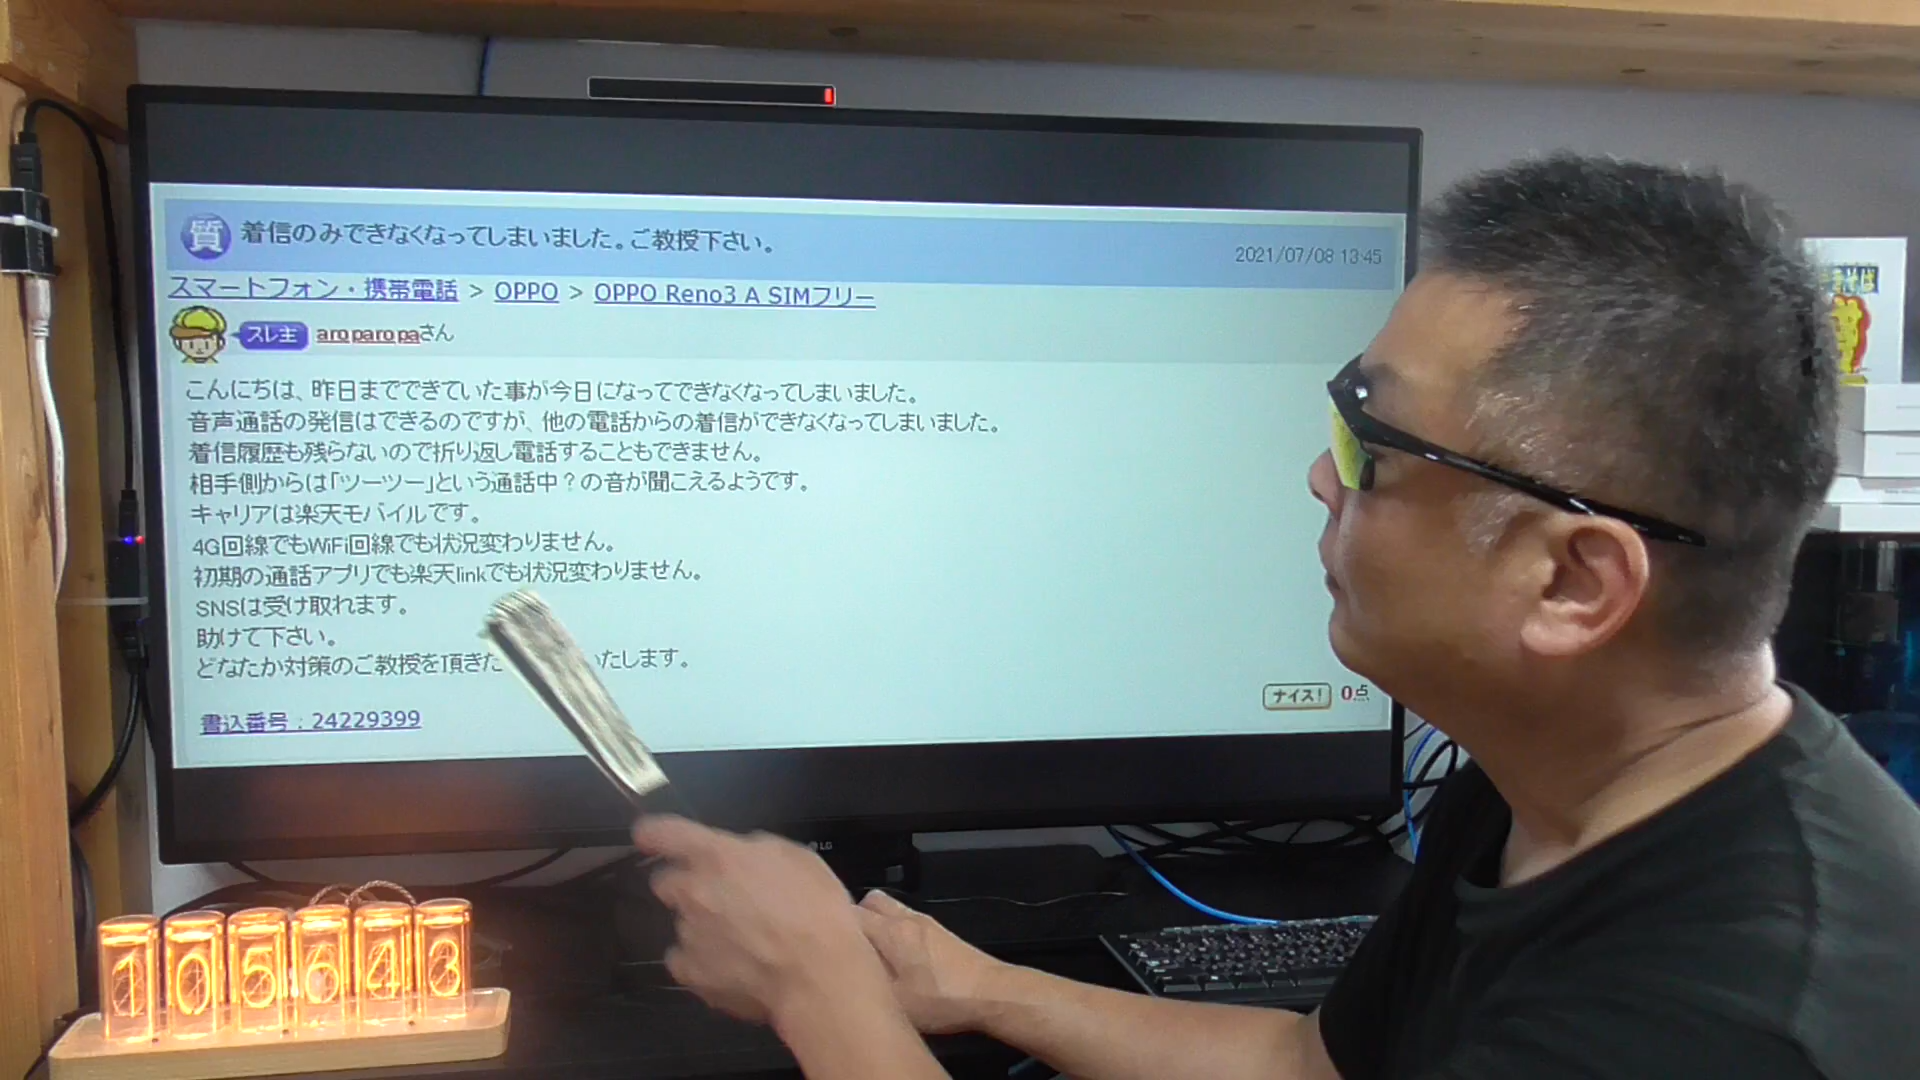 質 着信のみできなくなってしまいました。ご教授下さい。
2021/07/08 13:45
スマートフォン・携帯電話 > OPPO > OPPO Reno3 A SIMフリー
スレ主 aroparopaさん
こんにちは、昨日までできていた事が今日になってできなくなってしまいました。
音声通話の発信はできるのですが、他の電話からの着信ができなくなってしまいました。
着信履歴も残らないので折り返し電話することもできません。
相手側からは「ツーツー」という通話中？の音が聞こえるようです。
キャリアは楽天モバイルです。
4G回線でもWiFi回線でも状況変わりません。
初期の通話アプリでも楽天linkでも状況変わりません。
SNSは受け取れます。
助けて下さい。
どなたか対策のご教授を頂きた いたします。
ナイス! 0点
書込番号：24229399
LG
105643
きそば